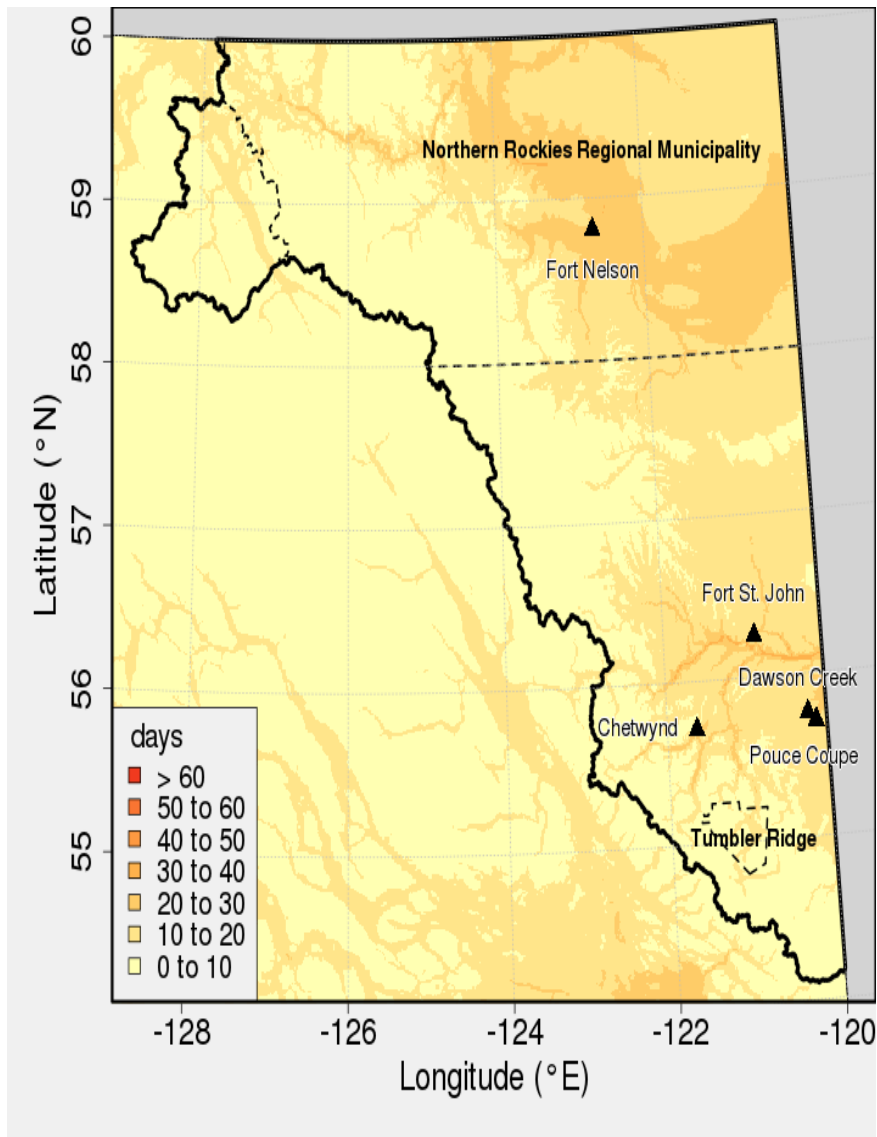 60
59
58
57
56
55
Latitude (°N)
Northern Rockies Regional Municipality
Fort Nelson
Fort St. John
Dawson Creek
Chetwynd
Pouce Coupe
Tumbler Ridge
days
> 60
50 to 60
40 to 50
30 to 40
20 to 30
10 to 20
0 to 10
-128 -126 -124 -122 -120
Longitude (°E)